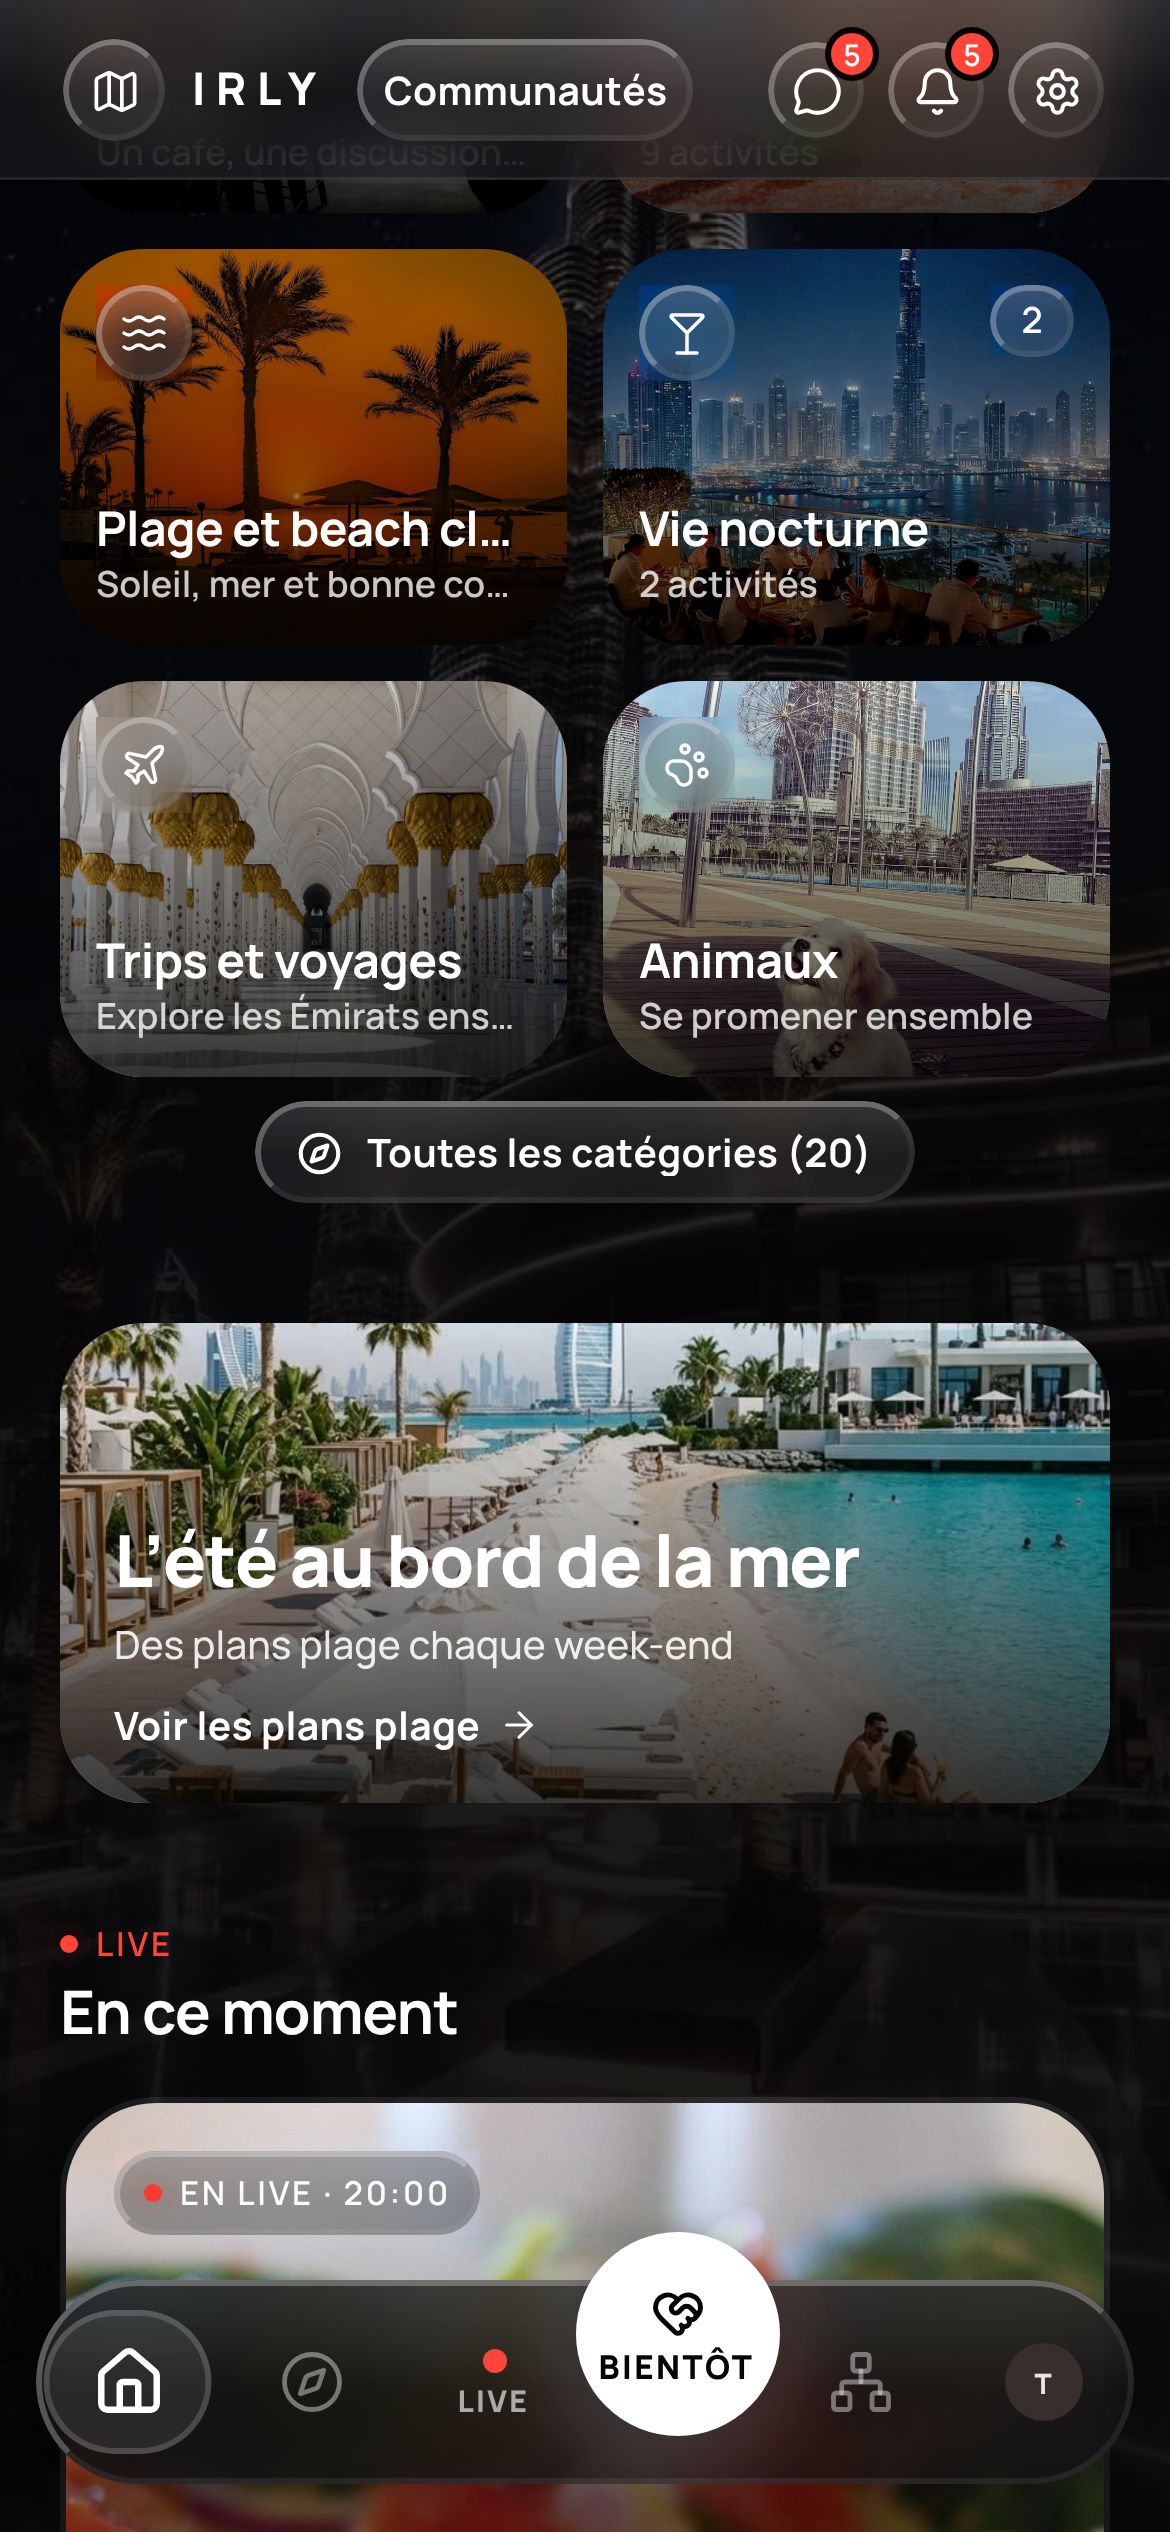 IRLY
Communautés
5
5
Un café, une discussion...
9 activités
2
Plage et beach cl...
Soleil, mer et bonne co...
Vie nocturne
2 activités
Trips et voyages
Explore les Émirats ens...
Animaux
Se promener ensemble
Toutes les catégories (20)
L’été au bord de la mer
Des plans plage chaque week-end
Voir les plans plage →
LIVE
En ce moment
EN LIVE · 20:00
LIVE
BIENTÔT
T